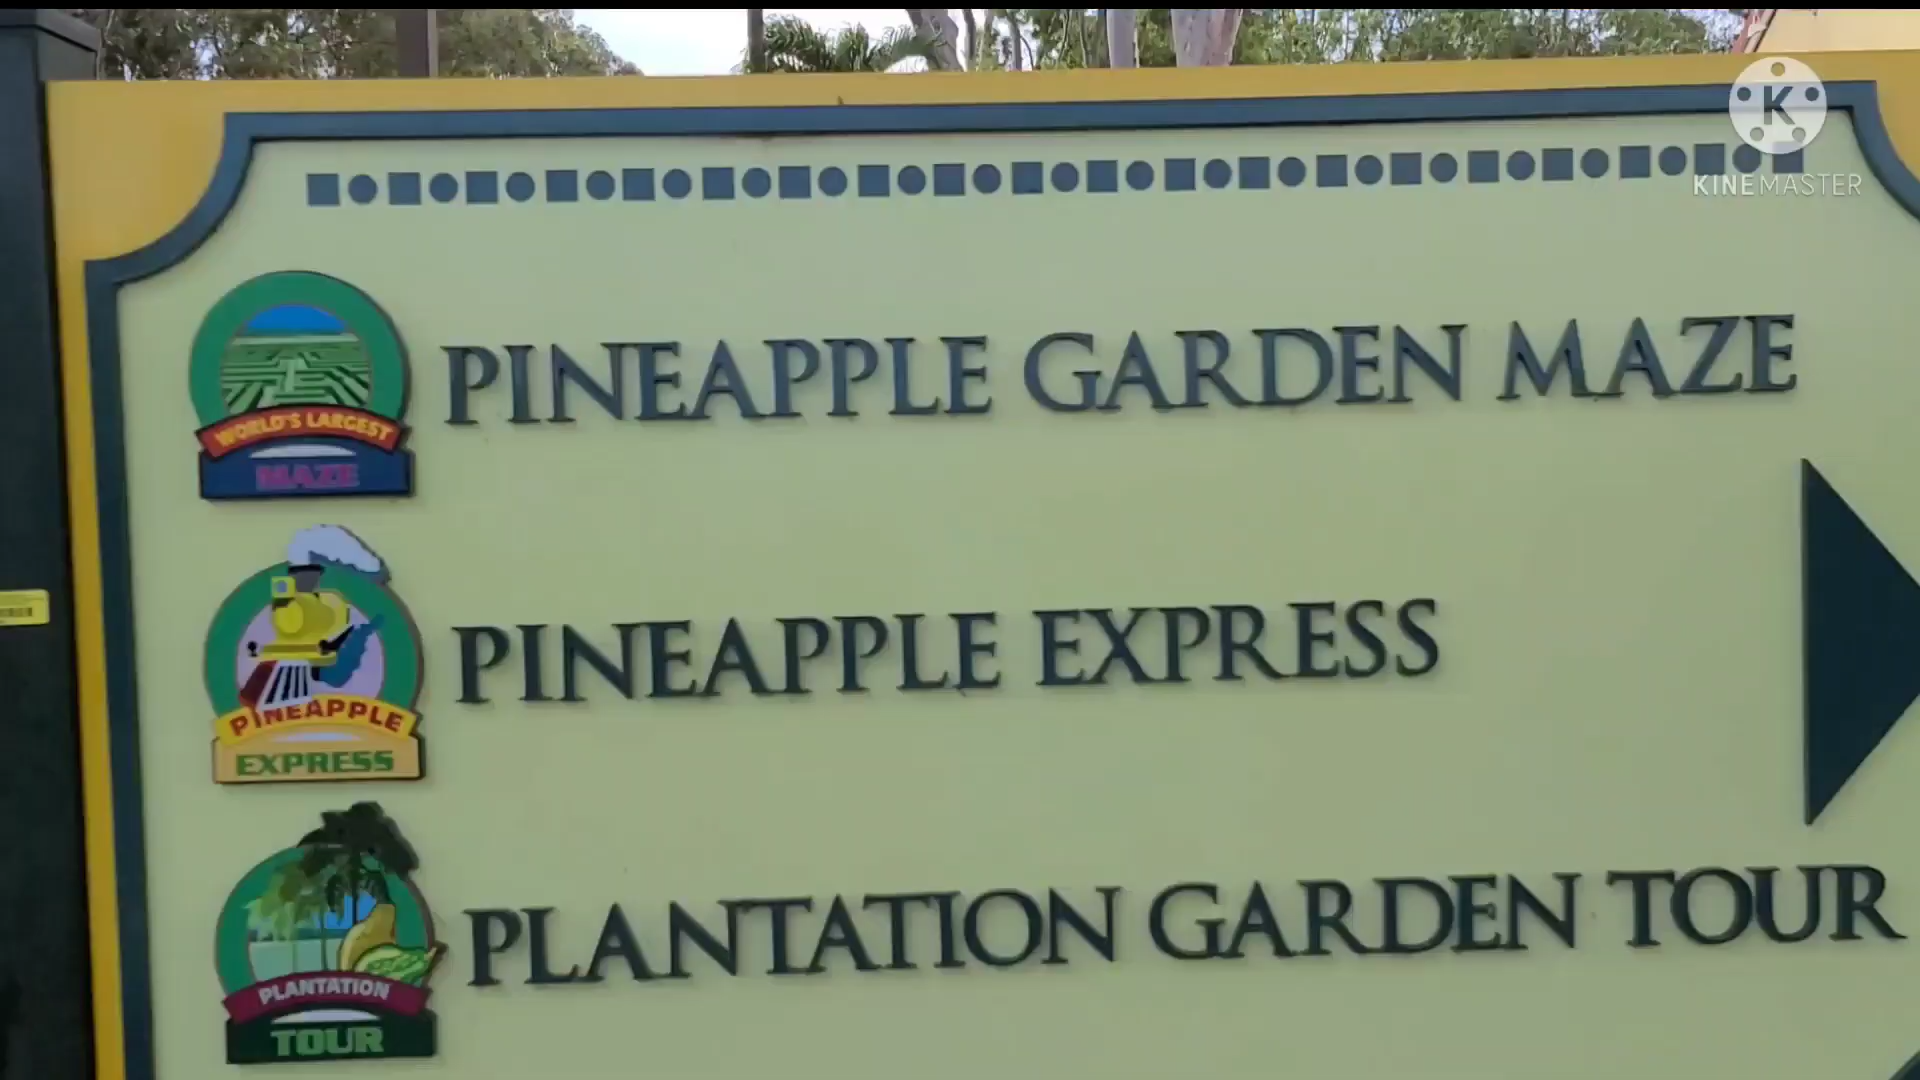 K
KINEMASTER
PINEAPPLE GARDEN MAZE
WORLD'S LARGEST
MAZE
PINEAPPLE EXPRESS
PINEAPPLE
EXPRESS
PLANTATION GARDEN TOUR
PLANTATION
TOUR